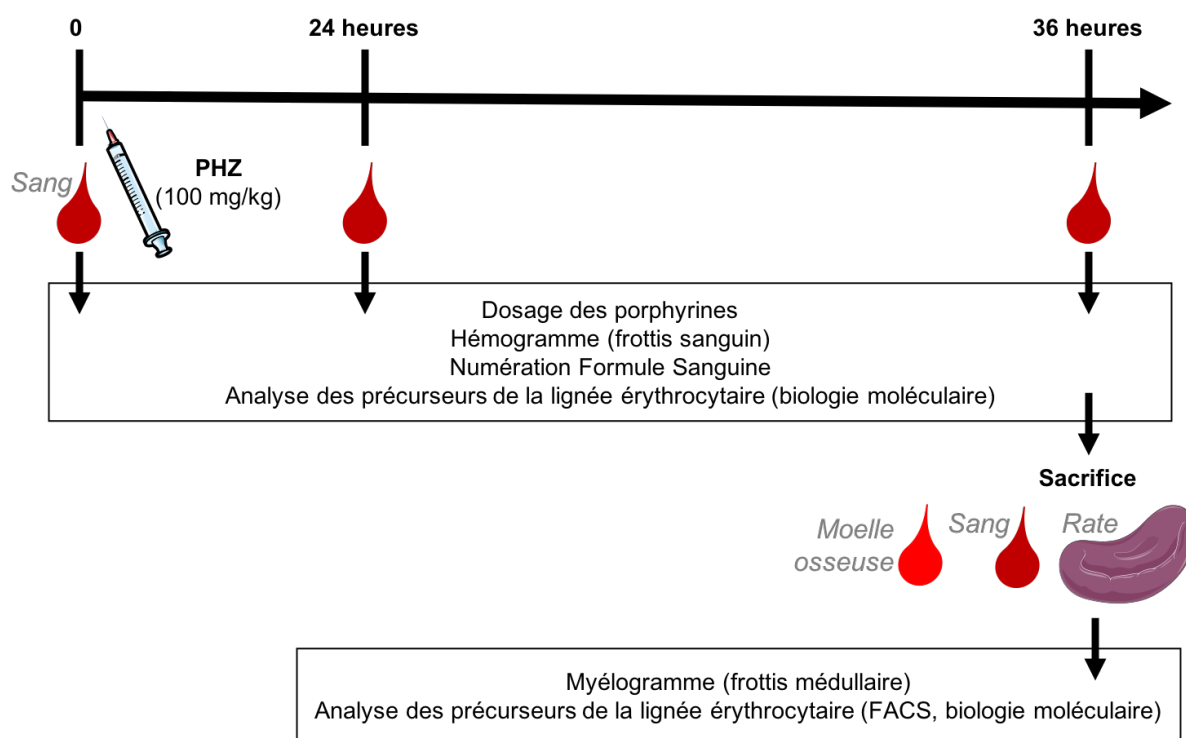 0
24 heures
36 heures
Sang
PHZ
(100 mg/kg)
Dosage des porphyrines
Hémogramme (frottis sanguin)
Numération Formule Sanguine
Analyse des précurseurs de la lignée érythrocytaire (biologie moléculaire)
Sacrifice
Moelle
osseuse
Sang
Rate
Myélogramme (frottis médullaire)
Analyse des précurseurs de la lignée érythrocytaire (FACS, biologie moléculaire)